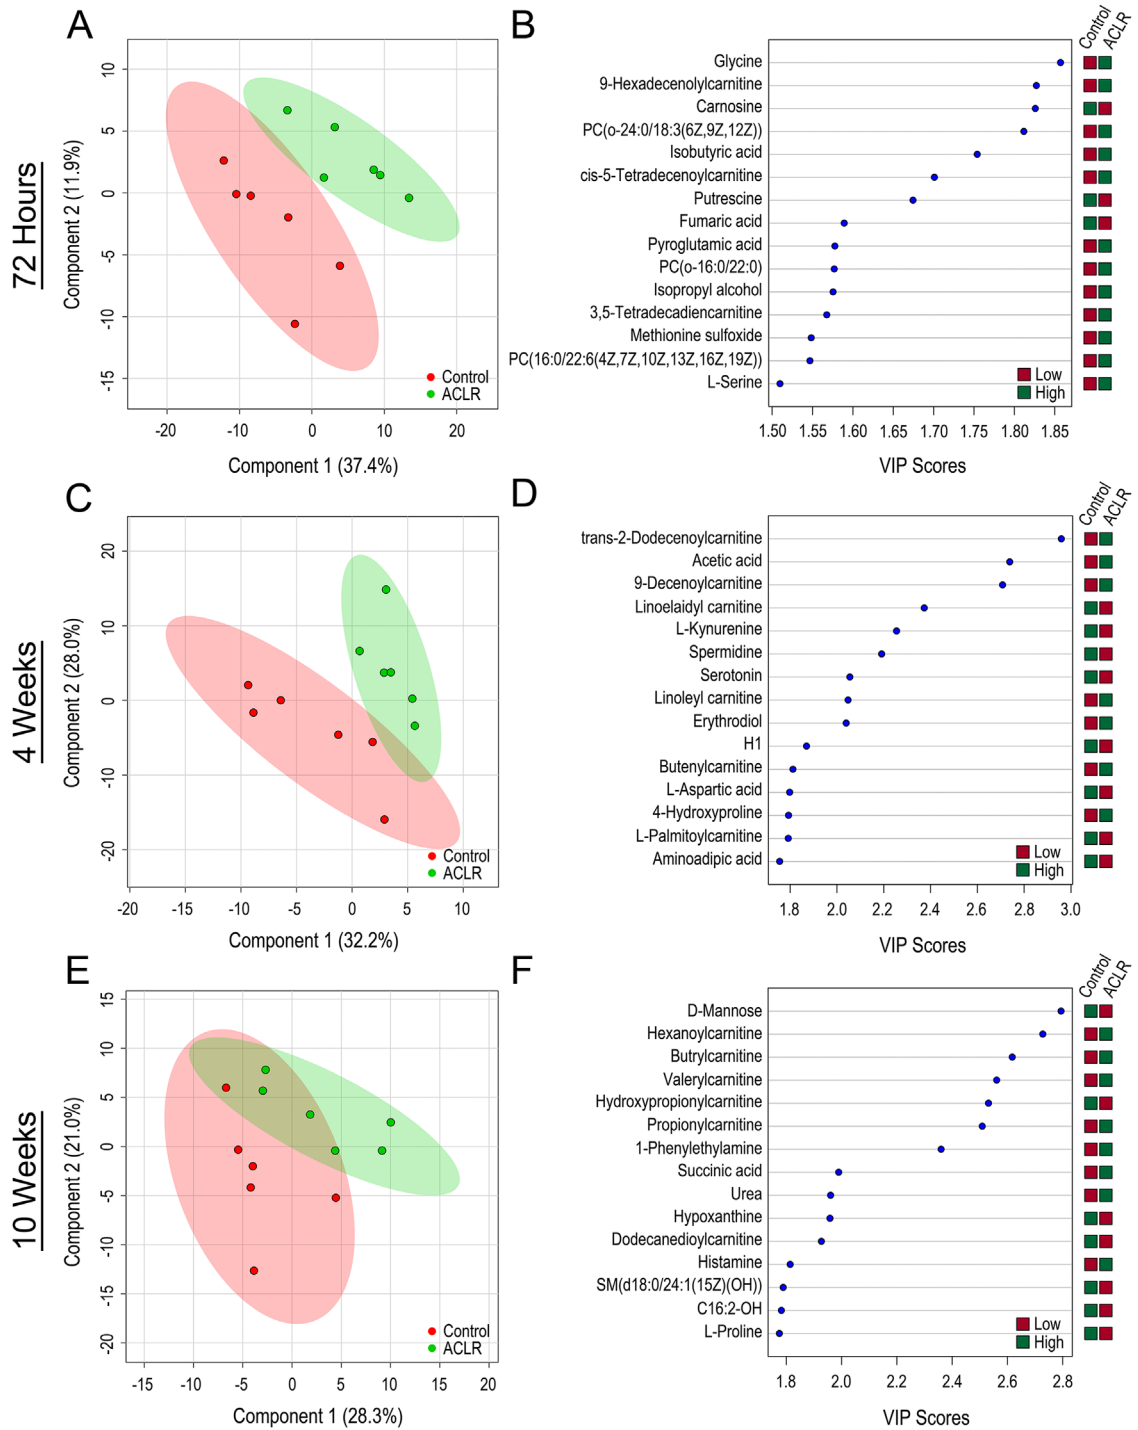 A
72 Hours
Component 2 (11.9%)
10
5
0
-5
-10
-15
Control
ACLR
-20 -10 0 10 20
Component 1 (37.4%)
B
Control
ACLR
Glycine
9-Hexadecenolylcarnitine
Carnosine
PC(o-24:0/18:3(6Z,9Z,12Z))
Isobutyric acid
cis-5-Tetradecenoylcarnitine
Putrescine
Fumaric acid
Pyroglutamic acid
PC(o-16:0/22:0)
Isopropyl alcohol
3,5-Tetradecadiencarnitine
Methionine sulfoxide
PC(16:0/22:6(4Z,7Z,10Z,13Z,16Z,19Z))
L-Serine
Low
High
1.50 1.55 1.60 1.65 1.70 1.75 1.80 1.85
VIP Scores
C
4 Weeks
Component 2 (28.0%)
20
10
0
-10
-20
Control
ACLR
-20 -15 -10 -5 0 5 10
Component 1 (32.2%)
D
Control
ACLR
trans-2-Dodecenoylcarnitine
Acetic acid
9-Decenoylcarnitine
Linoelaidyl carnitine
L-Kynurenine
Spermidine
Serotonin
Linoleyl carnitine
Erythrodiol
H1
Butenylcarnitine
L-Aspartic acid
4-Hydroxyproline
L-Palmitoylcarnitine
Aminoadipic acid
Low
High
1.8 2.0 2.2 2.4 2.6 2.8 3.0
VIP Scores
E
10 Weeks
Component 2 (21.0%)
15
10
5
0
-5
-10
-15
-20
Control
ACLR
-15 -10 -5 0 5 10 15 20
Component 1 (28.3%)
F
Control
ACLR
D-Mannose
Hexanoylcarnitine
Butrylcarnitine
Valerylcarnitine
Hydroxypropionylcarnitine
Propionylcarnitine
1-Phenylethylamine
Succinic acid
Urea
Hypoxanthine
Dodecanedioylcarnitine
Histamine
SM(d18:0/24:1(15Z)(OH))
C16:2-OH
L-Proline
Low
High
1.8 2.0 2.2 2.4 2.6 2.8
VIP Scores